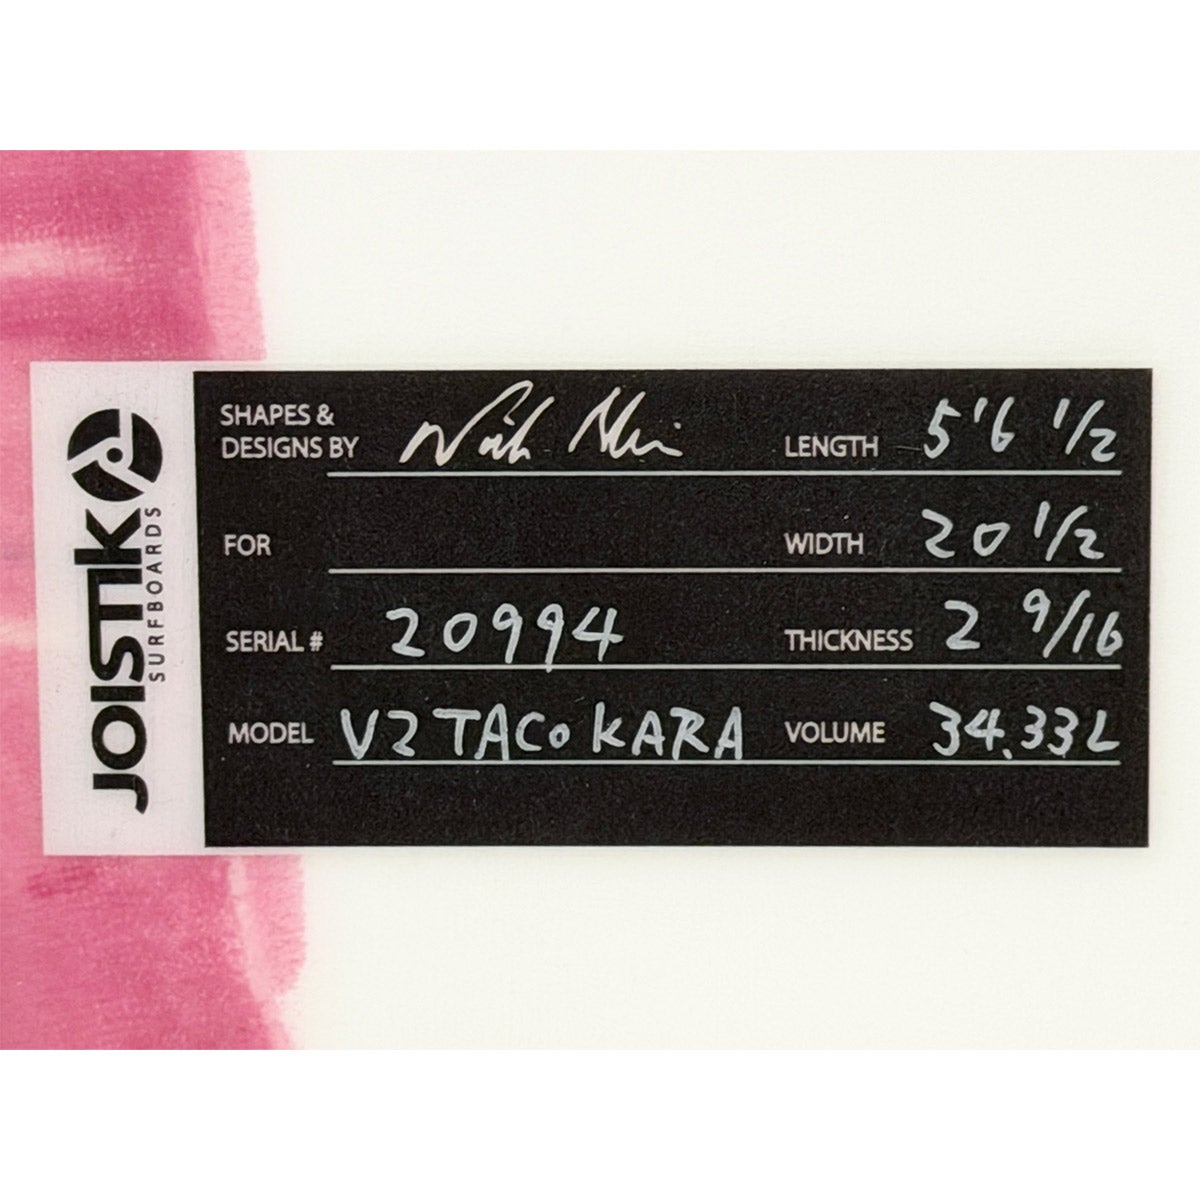 JOISTIK
SURFBOARDS
SHAPES &
DESIGNS BY
LENGTH 5'6 1/2
FOR
WIDTH 20 1/2
SERIAL # 20994
THICKNESS 2 9/16
MODEL V2 TACO KARA
VOLUME 34.33L